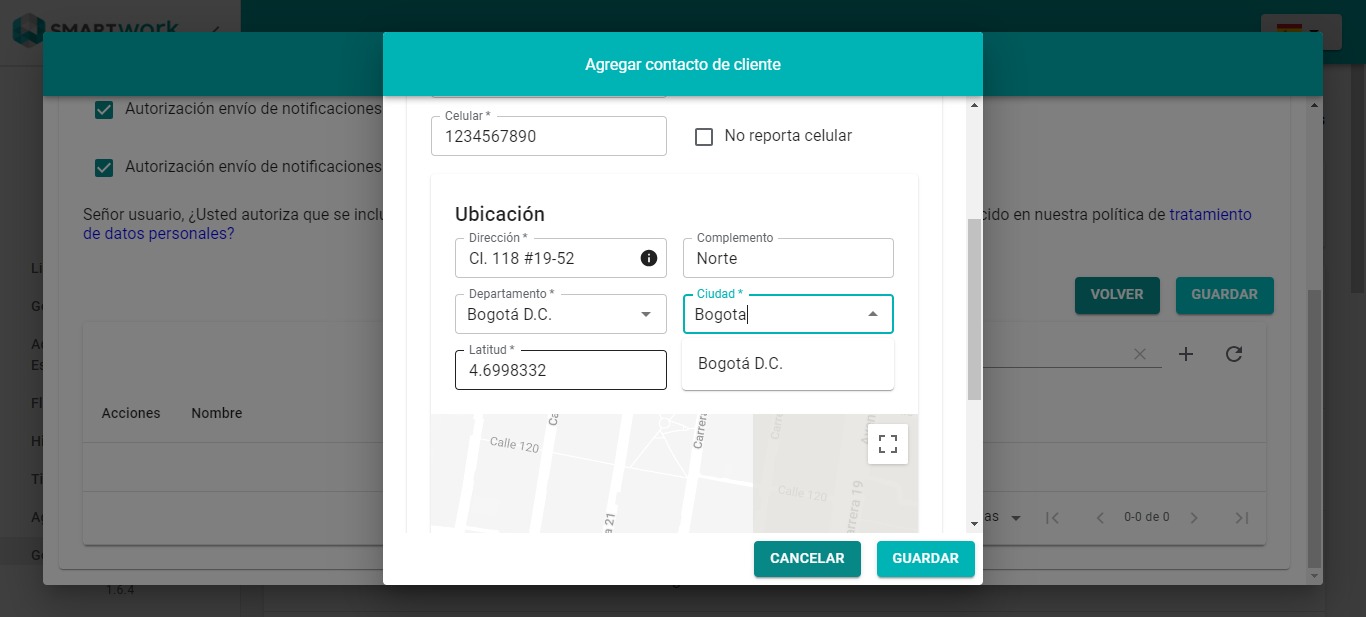 SMARTwork
Agregar contacto de cliente
Autorización envío de notificaciones
Autorización envío de notificaciones
Señor usuario, ¿Usted autoriza que se inclu
cido en nuestra política de tratamiento
de datos personales?
VOLVER
GUARDAR
Acciones
Nombre
as
0-0 de 0
Celular *
1234567890
No reporta celular
Ubicación
Dirección *
Cl. 118 #19-52
Complemento
Norte
Departamento *
Bogotá D.C.
Ciudad *
Bogota
Latitud *
4.6998332
Bogotá D.C.
Calle 120
Carrera
Calle 120
Carrera 19
a 21
CANCELAR
GUARDAR
1.6.4